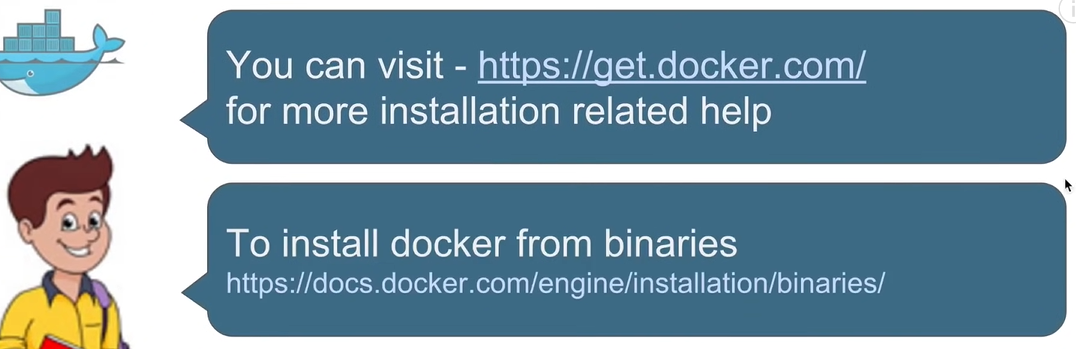 You can visit - https://get.docker.com/
for more installation related help
To install docker from binaries
https://docs.docker.com/engine/installation/binaries/